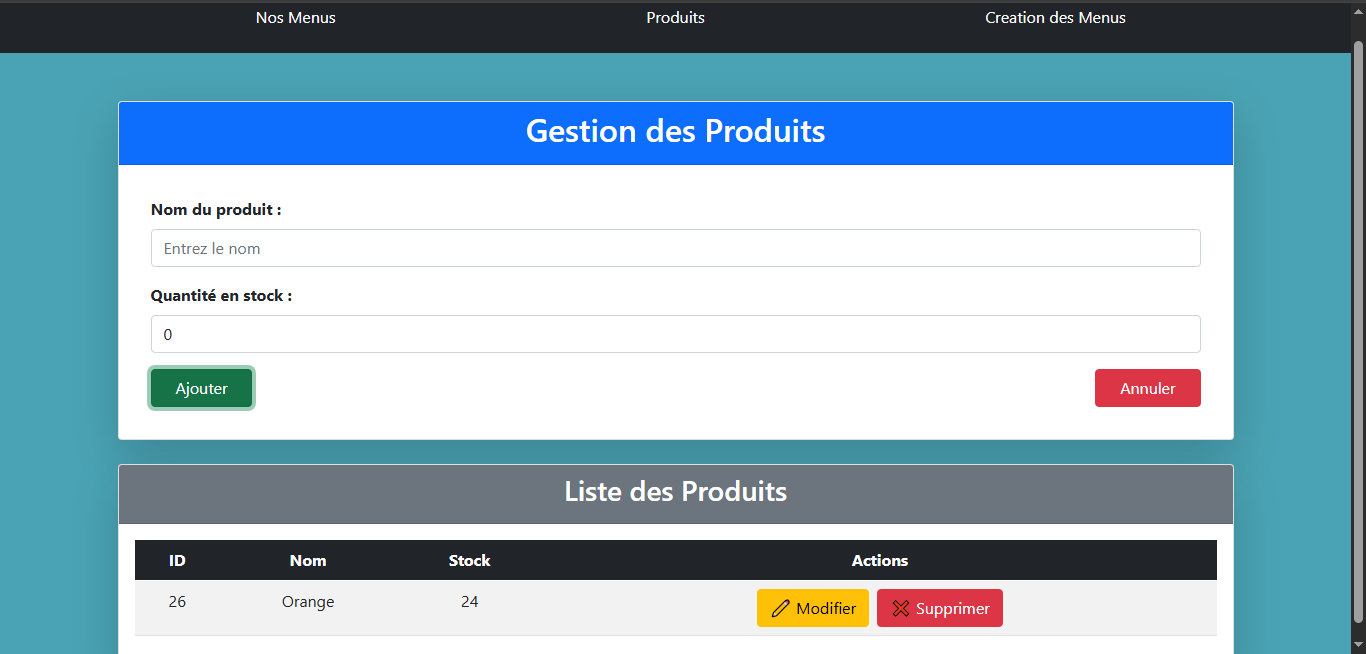 Nos Menus Produits Creation des Menus
Gestion des Produits
Nom du produit :
Entrez le nom
Quantité en stock :
0
Ajouter Annuler
Liste des Produits
ID Nom Stock Actions
26 Orange 24 Modifier Supprimer